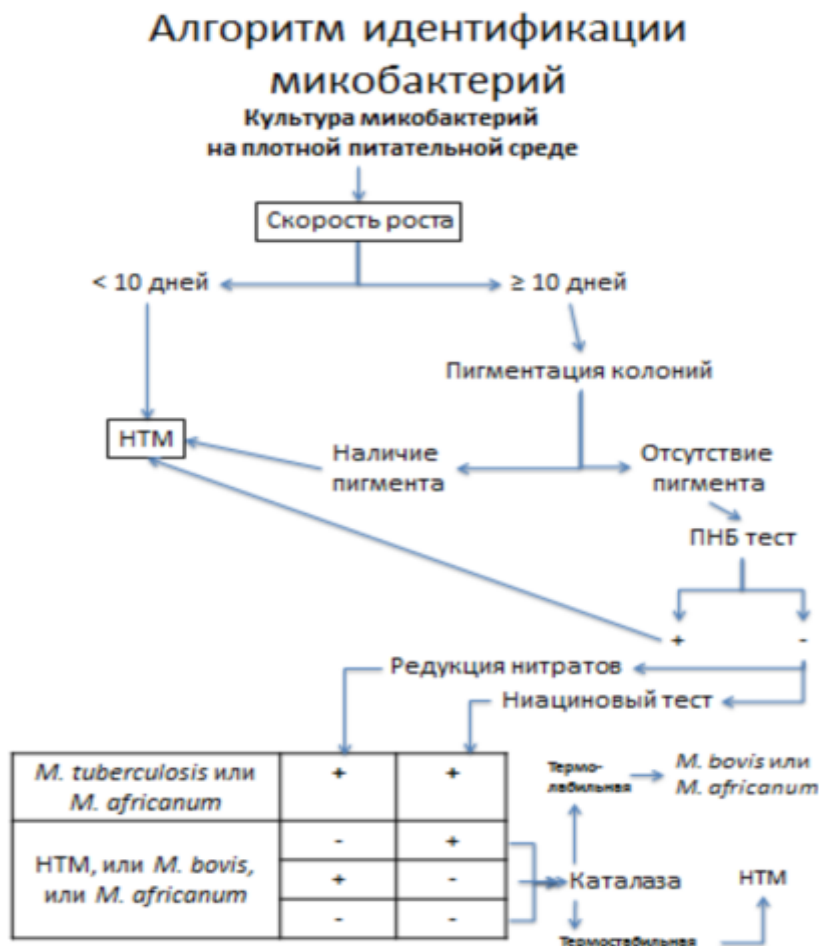 Алгоритм идентификации
микобактерий
Культура микобактерий
на плотной питательной среде
Скорость роста
< 10 дней
≥ 10 дней
Пигментация колоний
НТМ
Наличие
пигмента
Отсутствие
пигмента
ПНБ тест
+ -
Редукция нитратов
Ниациновый тест
M. tuberculosis или
M. africanum
+ +
НТМ, или M. bovis,
или M. africanum
- +
+ -
- -
Термо-
лабильная
M. bovis или
M. africanum
Каталаза
НТМ
Термостабильная